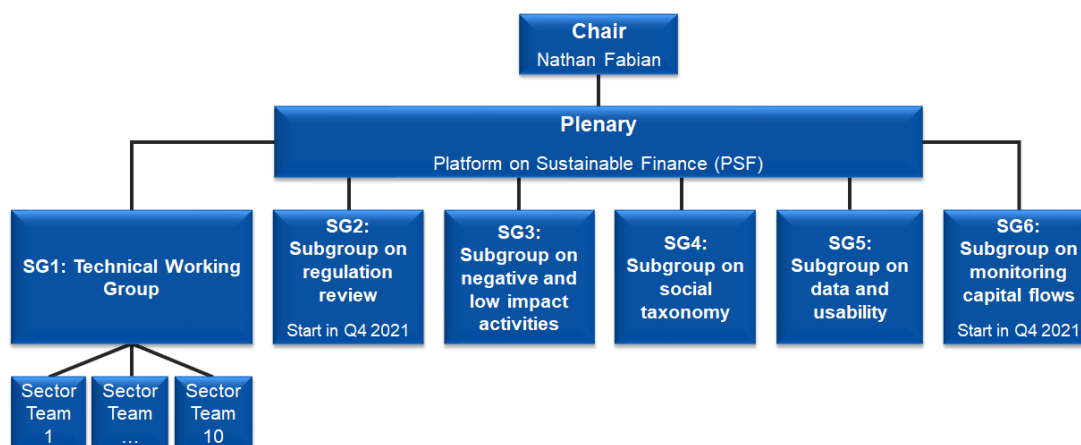 Chair
Nathan Fabian
Plenary
Platform on Sustainable Finance (PSF)
SG1: Technical Working
Group
SG2:
Subgroup on
regulation
review
Start in Q4 2021
SG3:
Subgroup on
negative and
low impact
activities
SG4:
Subgroup on
social
taxonomy
SG5:
Subgroup on
data and
usability
SG6:
Subgroup on
monitoring
capital flows
Start in Q4 2021
Sector
Team
1
Sector
Team
...
Sector
Team
10